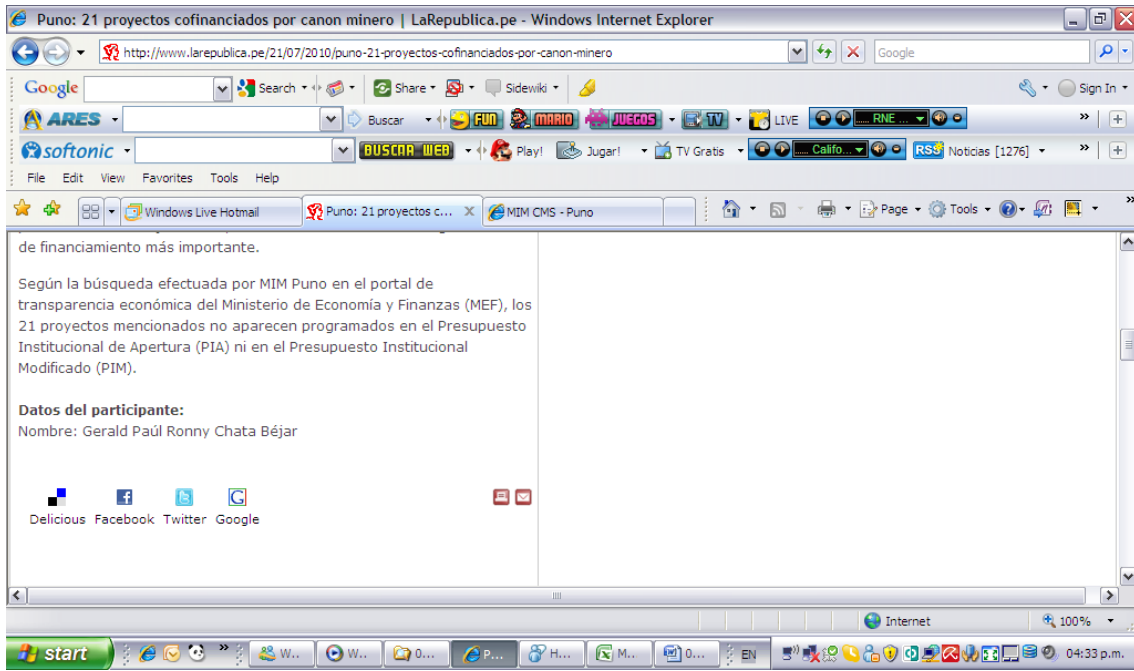 Puno: 21 proyectos cofinanciados por canon minero | LaRepublica.pe - Windows Internet Explorer
http://www.larepublica.pe/21/07/2010/puno-21-proyectos-cofinanciados-por-canon-minero Google
Google Search Share Sidewiki Sign In
ARES Buscar FUN MARIO JUEGOS TV LIVE RNE ... »
softonic BUSCAR WEB Play! Jugar! TV Gratis Califo... RSS Noticias [1276] »
File Edit View Favorites Tools Help
Windows Live Hotmail Puno: 21 proyectos c... X MIM CMS - Puno Page Tools »
de financiamiento más importante.
Según la búsqueda efectuada por MIM Puno en el portal de
transparencia económica del Ministerio de Economía y Finanzas (MEF), los
21 proyectos mencionados no aparecen programados en el Presupuesto
Institucional de Apertura (PIA) ni en el Presupuesto Institucional
Modificado (PIM).
Datos del participante:
Nombre: Gerald Paúl Ronny Chata Béjar
Delicious Facebook Twitter Google
Internet 100%
start » W... W... 0... P... H... M... 0... EN 04:33 p.m.